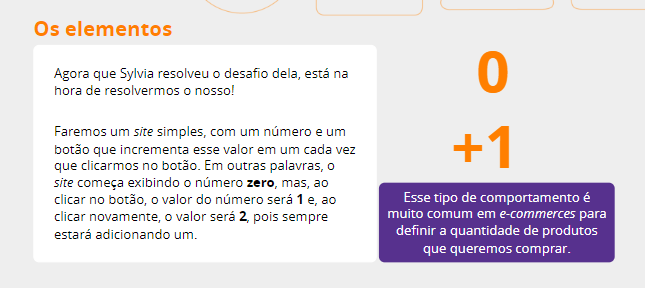 Os elementos
Agora que Sylvia resolveu o desafio dela, está na
hora de resolvermos o nosso!
Faremos um site simples, com um número e um
botão que incrementa esse valor em um cada vez
que clicarmos no botão. Em outras palavras, o
site começa exibindo o número zero, mas, ao
clicar no botão, o valor do número será 1 e, ao
clicar novamente, o valor será 2, pois sempre
estará adicionando um.
0
+1
Esse tipo de comportamento é
muito comum em e-commerces para
definir a quantidade de produtos
que queremos comprar.